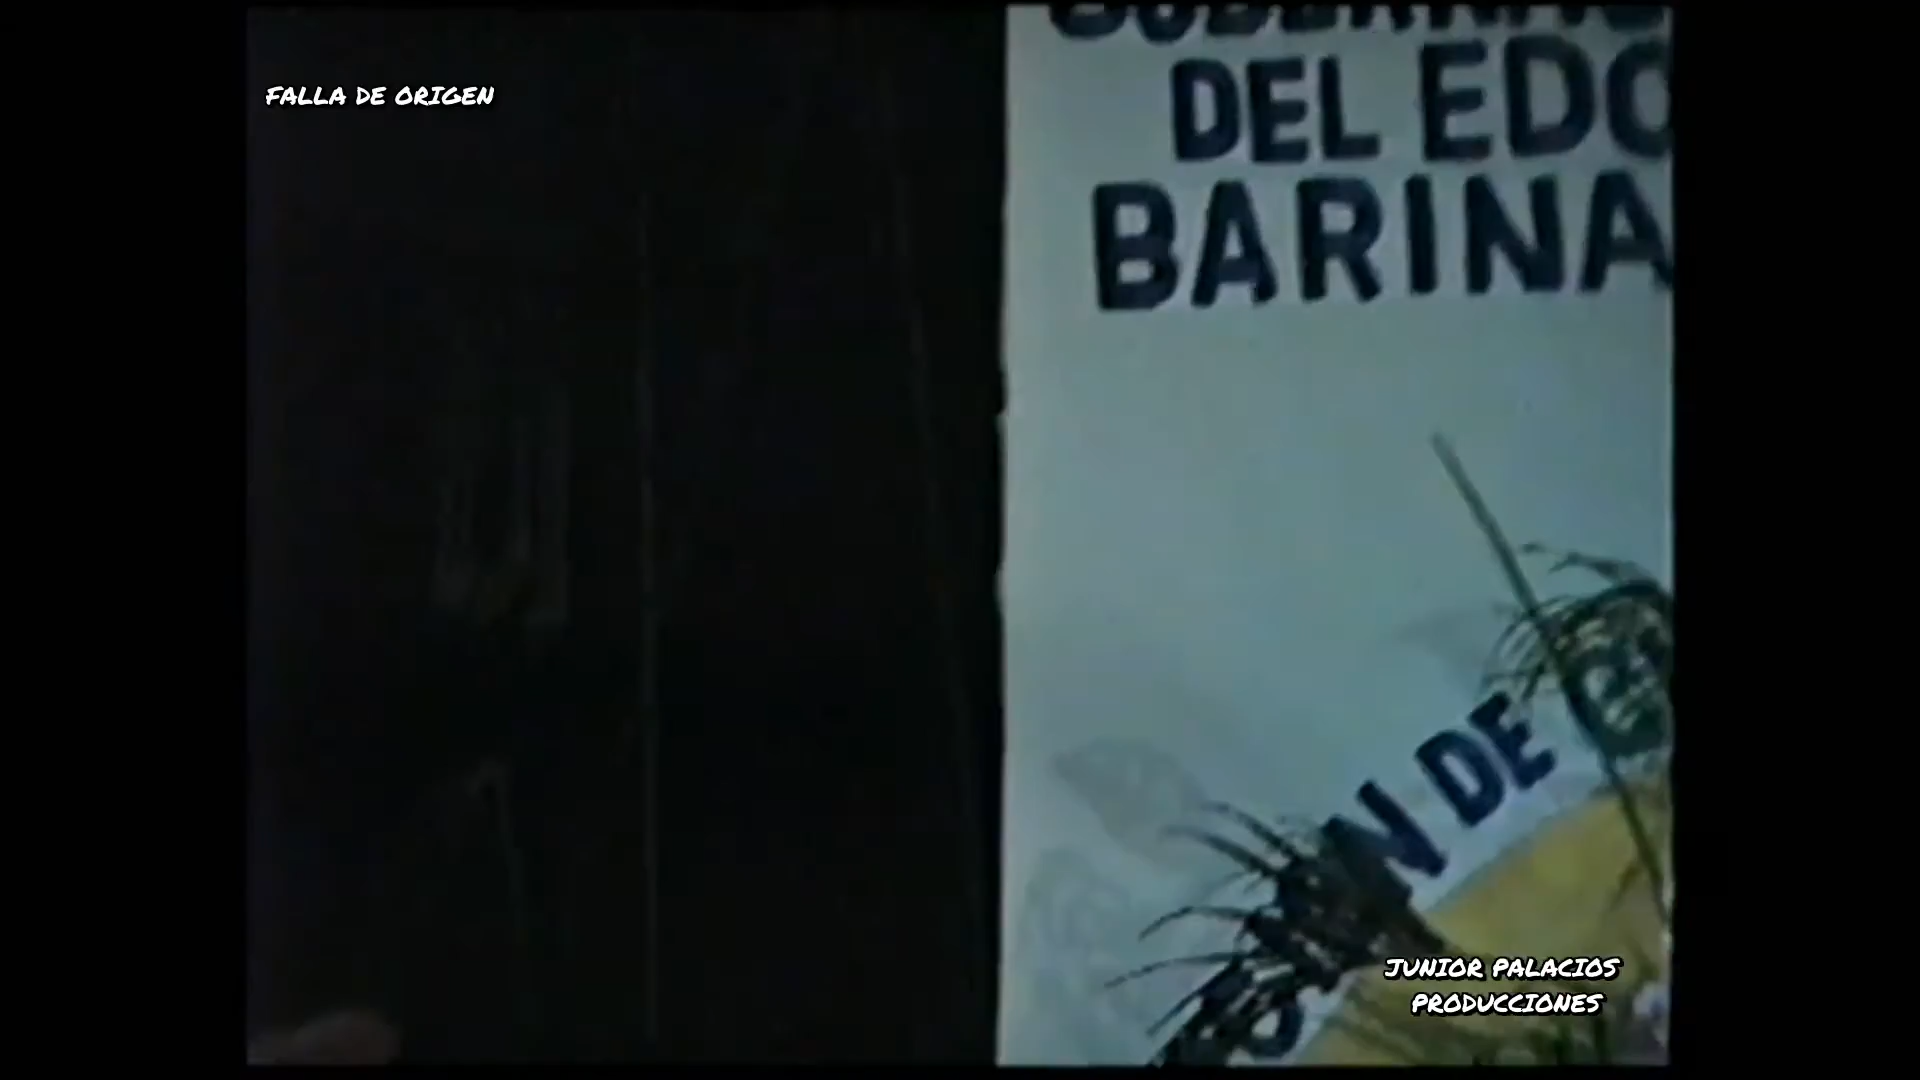 FALLA DE ORIGEN
DEL EDO
BARINA
N DE
JUNIOR PALACIOS
PRODUCCIONES